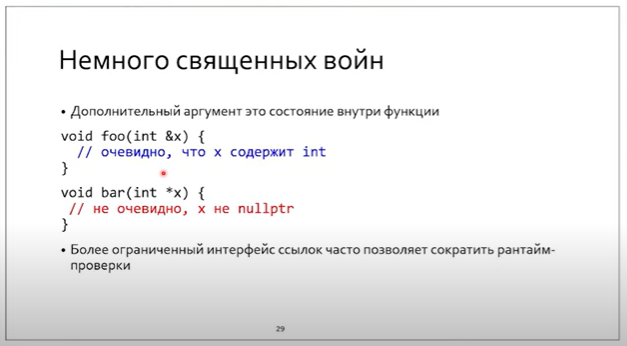 Немного священных войн
• Дополнительный аргумент это состояние внутри функции
void foo(int &x) {
// очевидно, что x содержит int
}
void bar(int *x) {
// не очевидно, x не nullptr
}
• Более ограниченный интерфейс ссылок часто позволяет сократить рантайм-
проверки
29